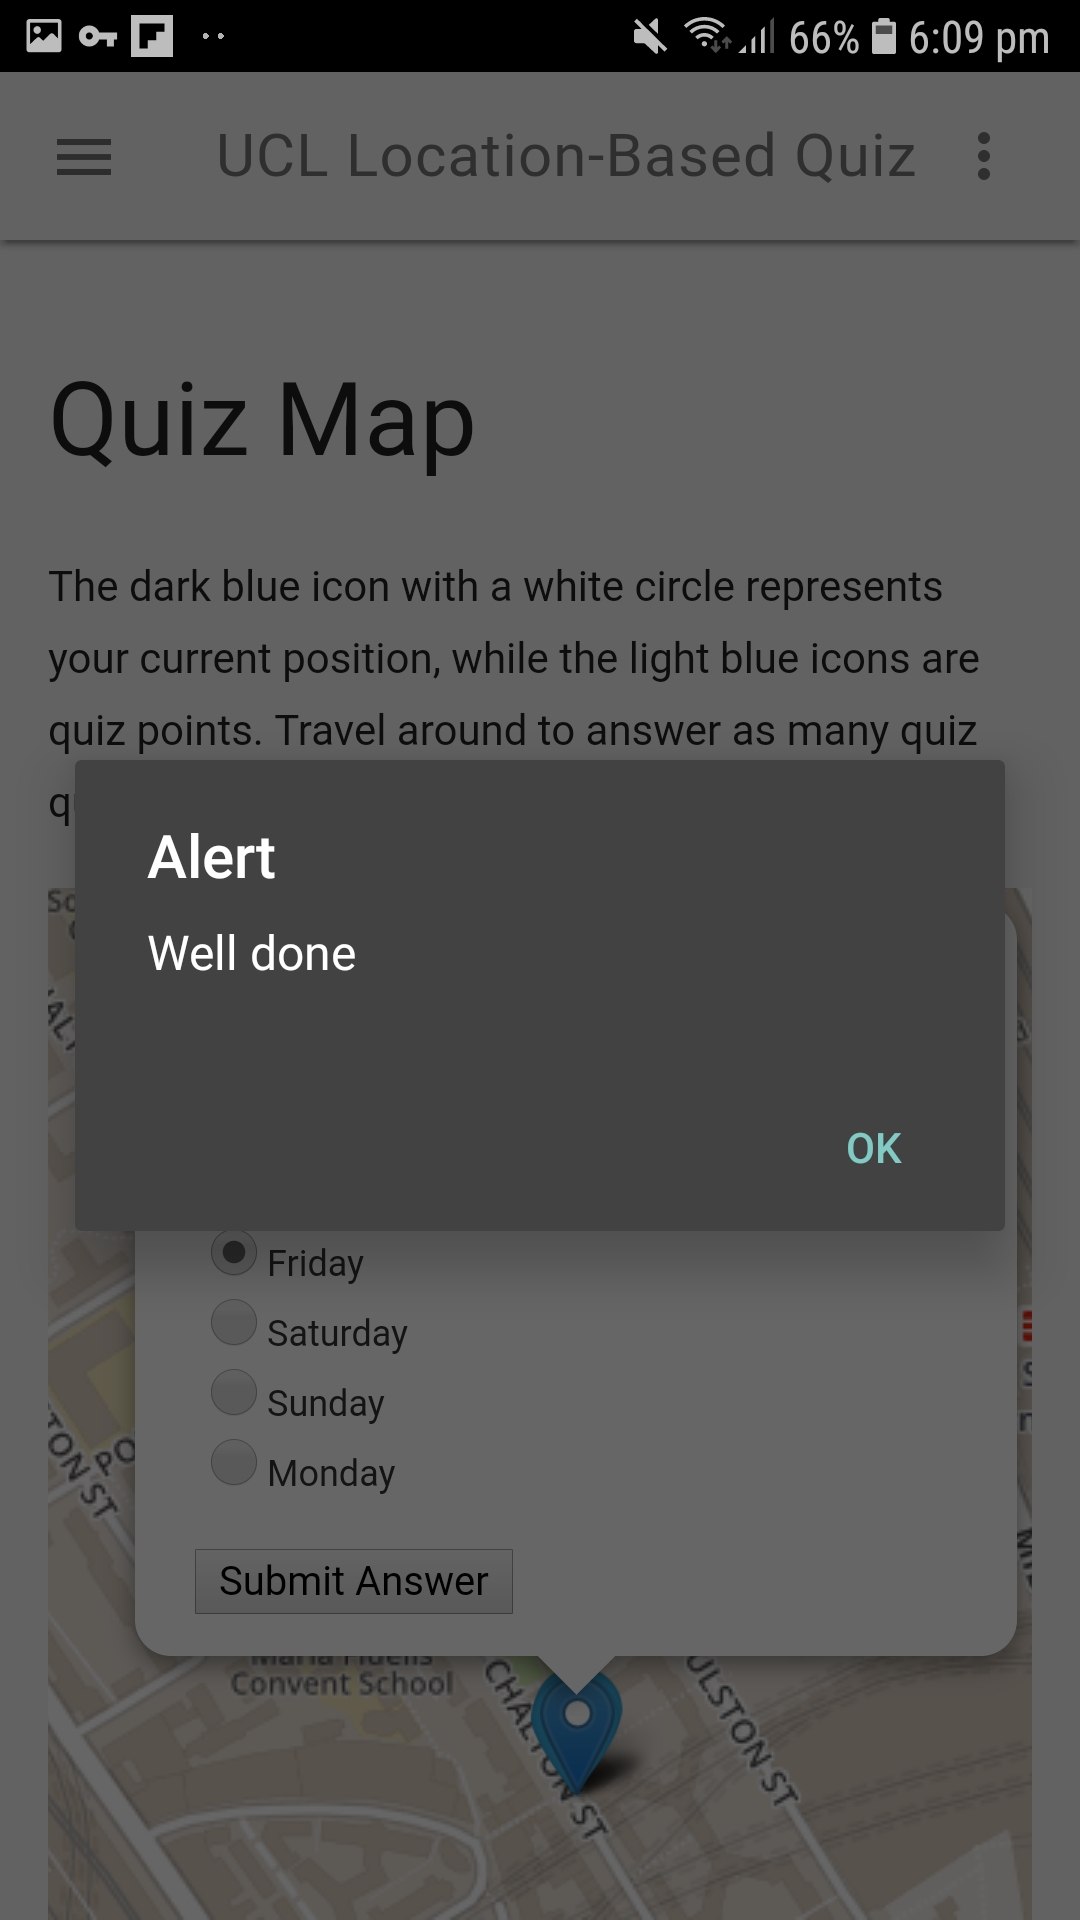 66% 6:09 pm
UCL Location-Based Quiz
Quiz Map
The dark blue icon with a white circle represents
your current position, while the light blue icons are
quiz points. Travel around to answer as many quiz
Alert
Well done
OK
Friday
Saturday
Sunday
Monday
TON ST
PO
Submit Answer
Convent School
CHALTON ST
ULSTON ST